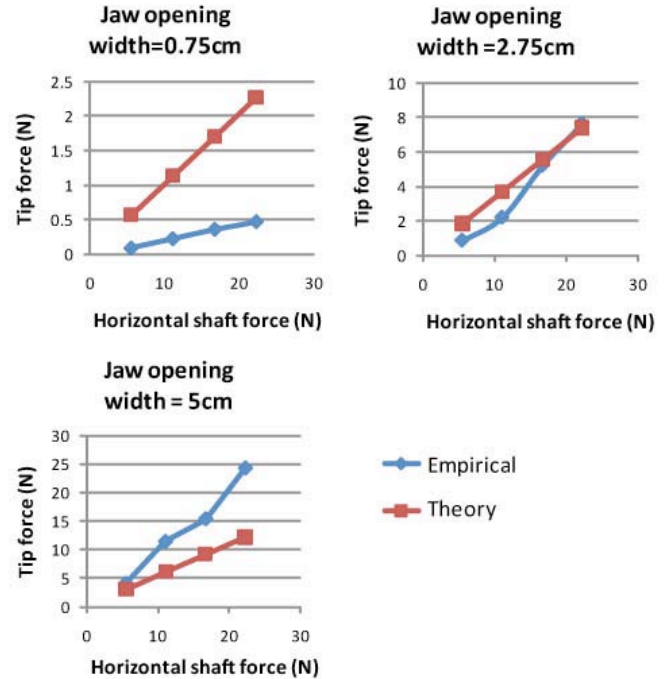 Jaw opening
width=0.75cm
2.5
2
1.5
1
0.5
0
0 10 20 30
Tip force (N)
Horizontal shaft force (N)
Jaw opening
width =2.75cm
10
8
6
4
2
0
0 10 20 30
Tip force (N)
Horizontal shaft force (N)
Jaw opening
width = 5cm
30
25
20
15
10
5
0
0 10 20 30
Tip force (N)
Horizontal shaft force (N)
Empirical
Theory